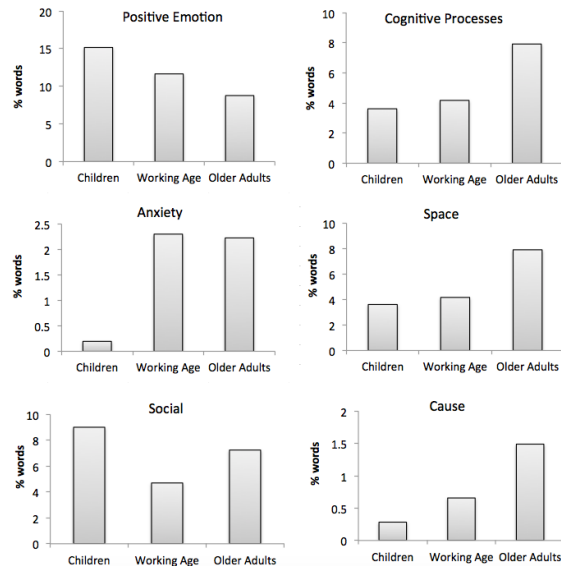 Positive Emotion
% words
20
15
10
5
0
Children Working Age Older Adults
Cognitive Processes
% words
10
8
6
4
2
0
Children Working Age Older Adults
Anxiety
% words
2.5
2
1.5
1
0.5
0
Children Working Age Older Adults
Space
% words
10
8
6
4
2
0
Children Working Age Older Adults
Social
% words
10
8
6
4
2
0
Children Working Age Older Adults
Cause
% words
2
1.5
1
0.5
0
Children Working Age Older Adults